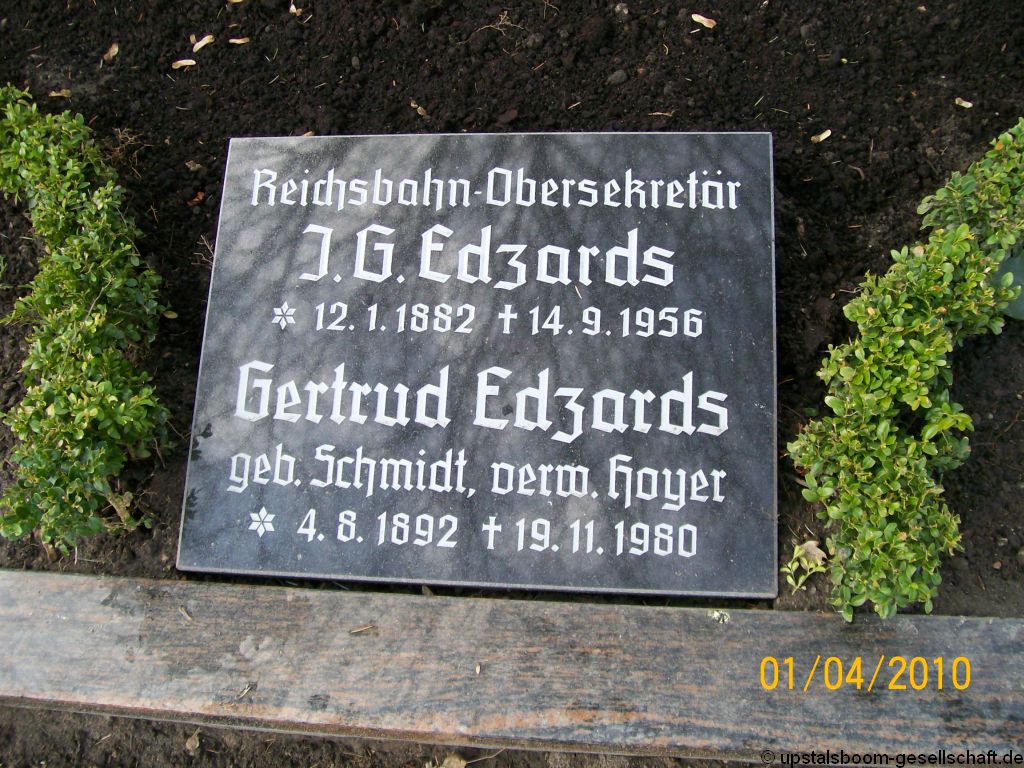 Reichsbahn-Obersekretär
J. G. Edzards
* 12. 1. 1882 † 14. 9. 1956
Gertrud Edzards
geb. Schmidt, verw. Hoyer
* 4. 8. 1892 † 19. 11. 1980
01/04/2010
© upstalsboom-gesellschaft.de